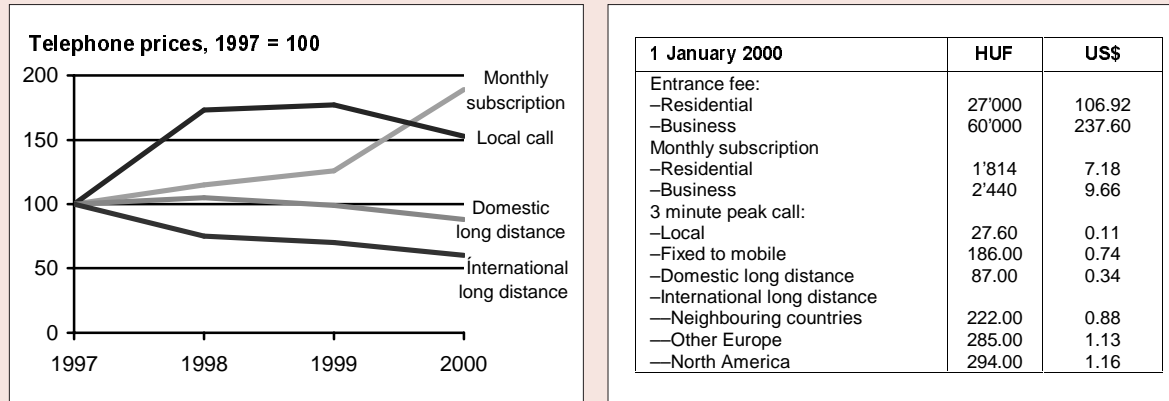 Telephone prices, 1997 = 100
200
150
100
50
0
1997 1998 1999 2000
Monthly
subscription
Local call
Domestic
long distance
International
long distance
1 January 2000 HUF US$
Entrance fee:
–Residential 27'000 106.92
–Business 60'000 237.60
Monthly subscription
–Residential 1'814 7.18
–Business 2'440 9.66
3 minute peak call:
–Local 27.60 0.11
–Fixed to mobile 186.00 0.74
–Domestic long distance 87.00 0.34
–International long distance
––Neighbouring countries 222.00 0.88
––Other Europe 285.00 1.13
––North America 294.00 1.16